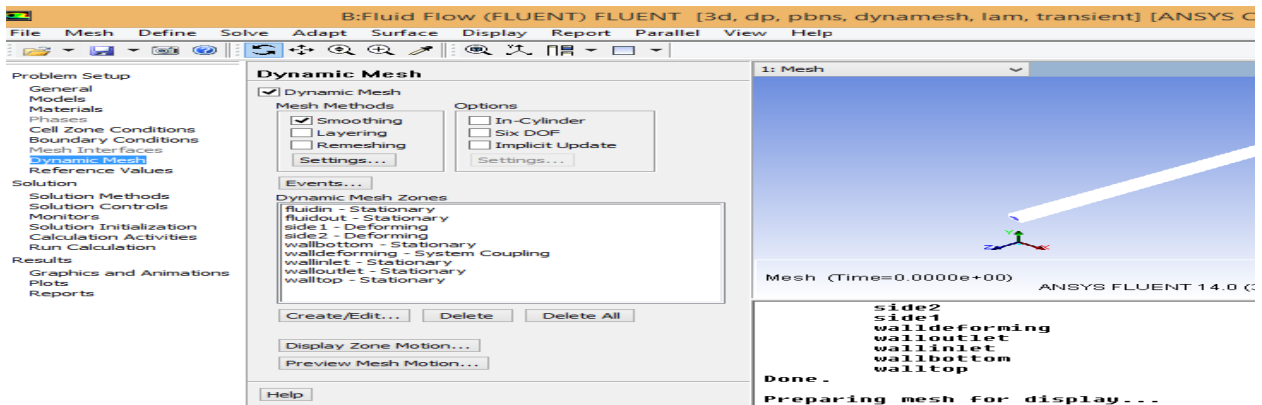 B:Fluid Flow (FLUENT) FLUENT [3d, dp, pbns, dynamesh, lam, transient] [ANSYS C
File Mesh Define Solve Adapt Surface Display Report Parallel View Help
Problem Setup
General
Models
Materials
Phases
Cell Zone Conditions
Boundary Conditions
Mesh Interfaces
Dynamic Mesh
Reference Values
Solution
Solution Methods
Solution Controls
Monitors
Solution Initialization
Calculation Activities
Run Calculation
Results
Graphics and Animations
Plots
Reports
Dynamic Mesh
Dynamic Mesh
Mesh Methods
Smoothing
Layering
Remeshing
Settings...
Options
In-Cylinder
Six DOF
Implicit Update
Settings...
Events...
Dynamic Mesh Zones
fluidin - Stationary
fluidout - Stationary
side1 - Deforming
side2 - Deforming
wallbottom - Stationary
walldeforming - System Coupling
wallinlet - Stationary
walloutlet - Stationary
walltop - Stationary
Create/Edit... Delete Delete All
Display Zone Motion...
Preview Mesh Motion...
Help
1: Mesh
Y
Z X
Mesh (Time=0.0000e+00)
ANSYS FLUENT 14.0 (3
side2
side1
walldeforming
walloutlet
wallinlet
wallbottom
walltop
Done.
Preparing mesh for display...